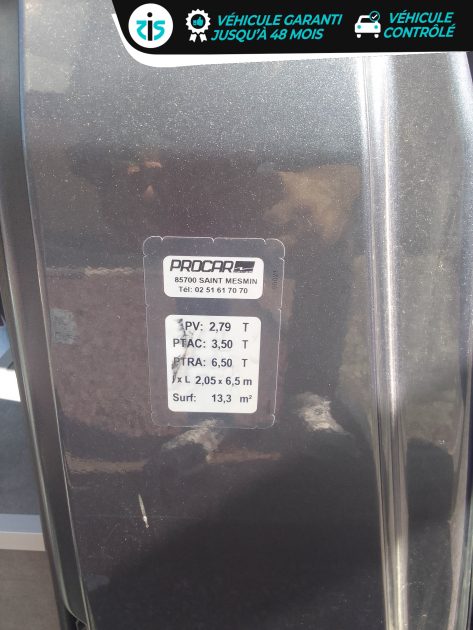 ris
VÉHICULE GARANTI
JUSQU'À 48 MOIS
VÉHICULE
CONTRÔLÉ
PROCAR
85700 SAINT MESMIN
Tél: 02 51 61 70 70
PV: 2,79 T
PTAC: 3,50 T
PTRA: 6,50 T
x L 2,05 x 6,5 m
Surf: 13,3 m²